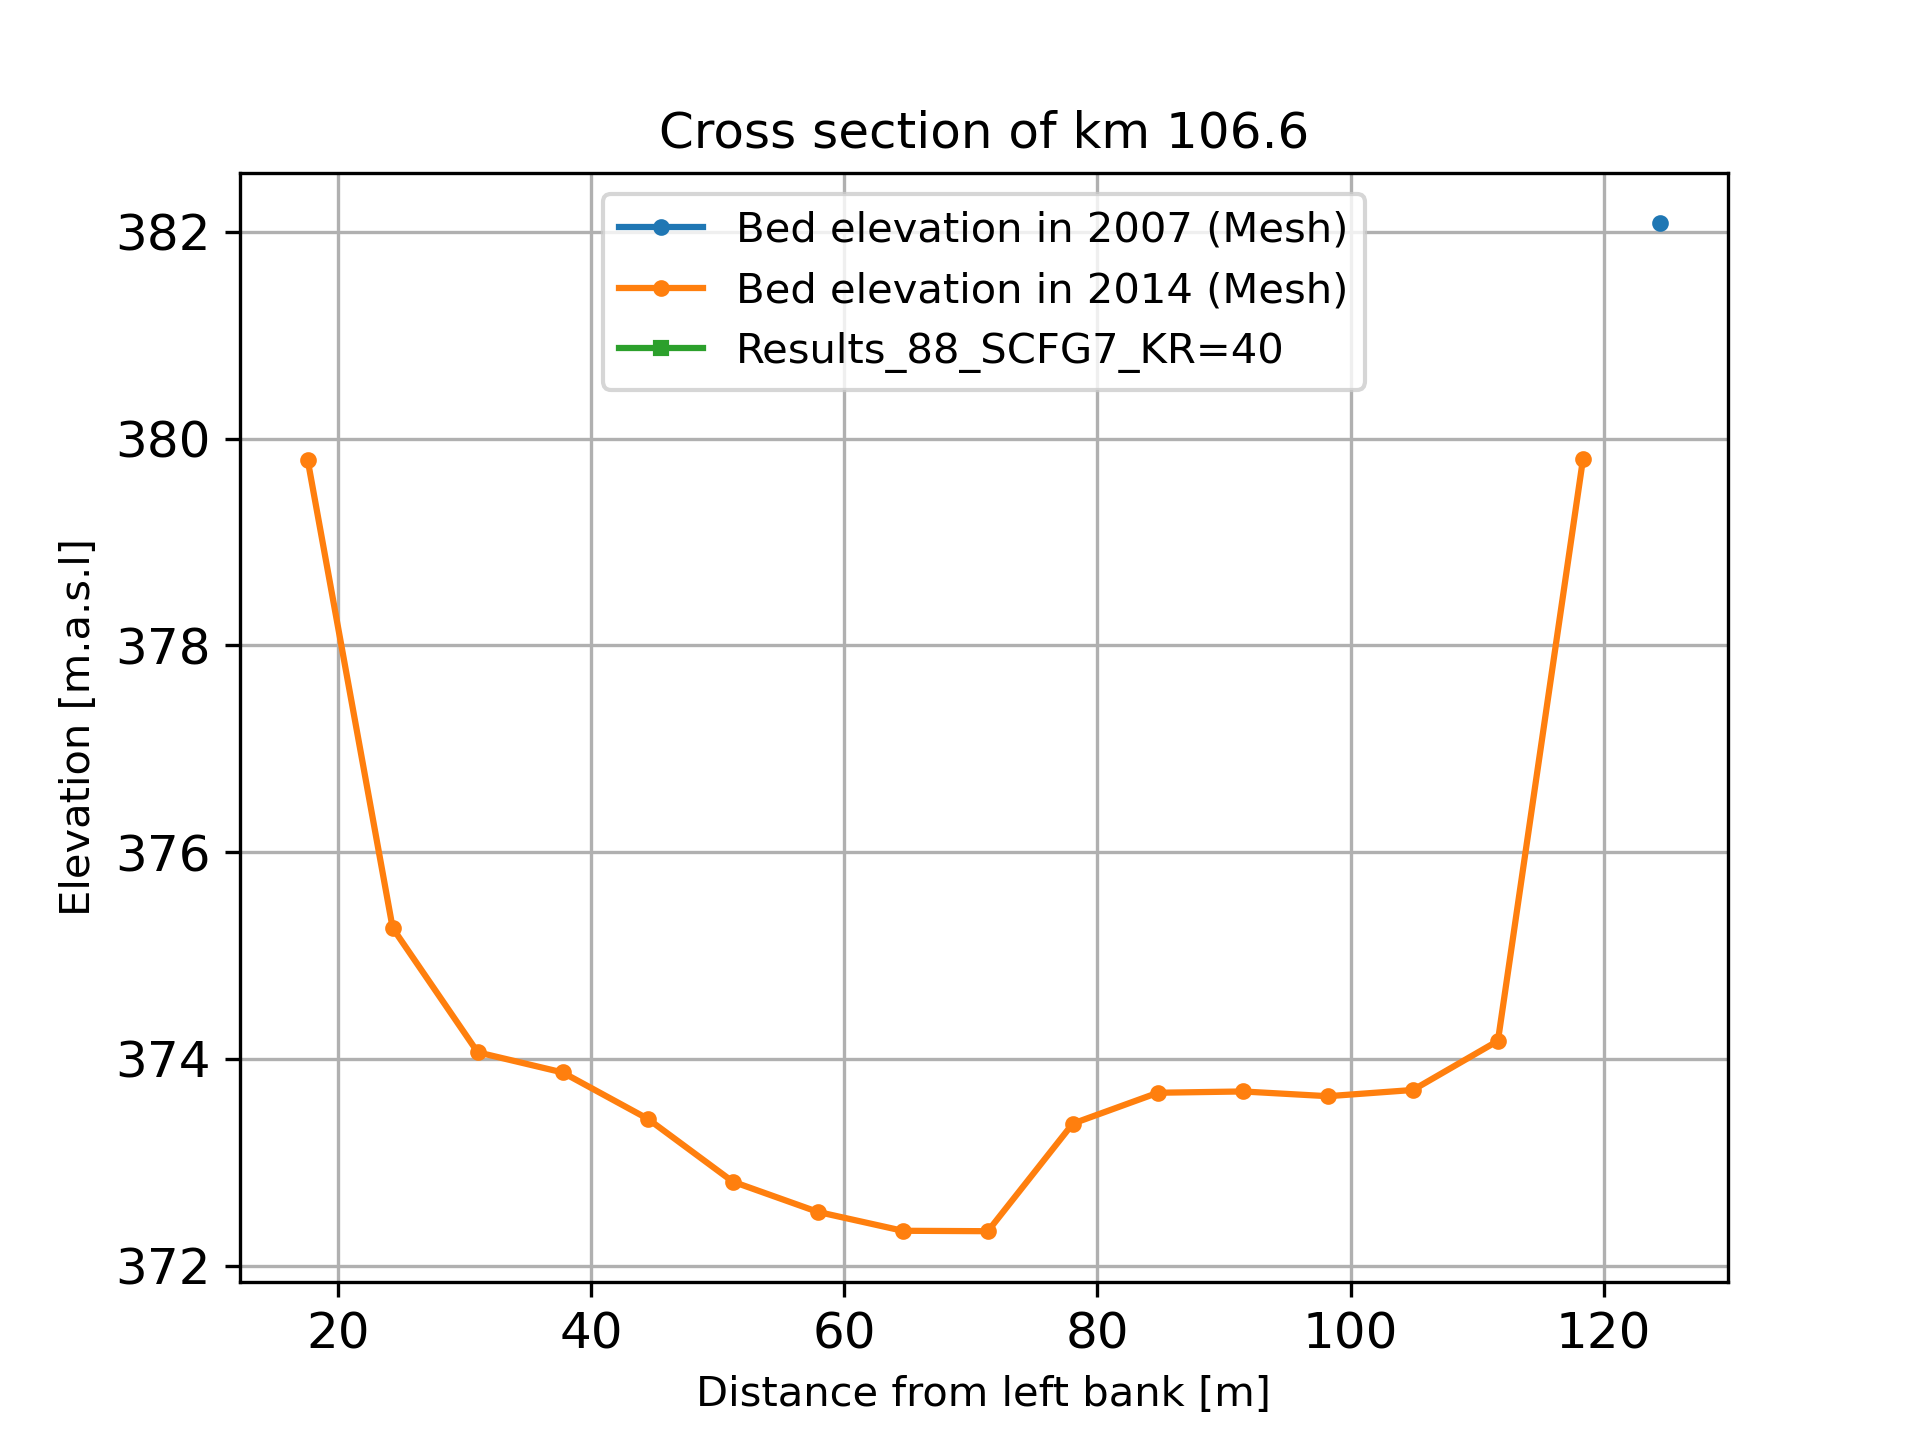 Cross section of km 106.6
Bed elevation in 2007 (Mesh)
Bed elevation in 2014 (Mesh)
Results_88_SCFG7_KR=40
Elevation [m.a.s.l]
382
380
378
376
374
372
20 40 60 80 100 120
Distance from left bank [m]